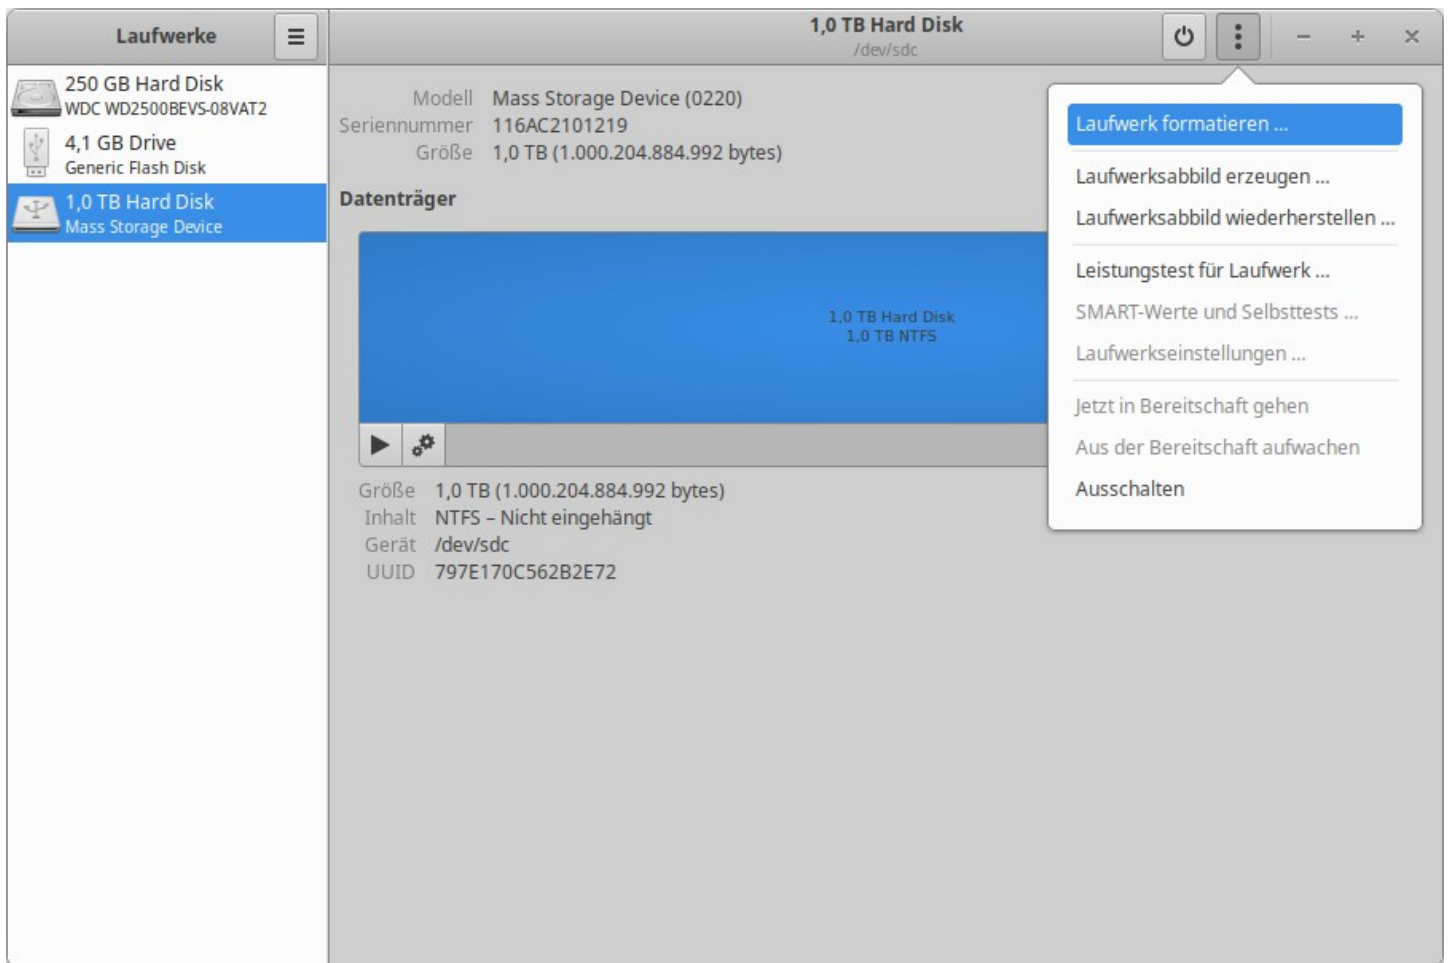 Laufwerke
1,0 TB Hard Disk
/dev/sdc
250 GB Hard Disk
WDC WD2500BEVS-08VAT2
4,1 GB Drive
Generic Flash Disk
1,0 TB Hard Disk
Mass Storage Device
Modell Mass Storage Device (0220)
Seriennummer 116AC2101219
Größe 1,0 TB (1.000.204.884.992 bytes)
Datenträger
1,0 TB Hard Disk
1,0 TB NTFS
Größe 1,0 TB (1.000.204.884.992 bytes)
Inhalt NTFS – Nicht eingehängt
Gerät /dev/sdc
UUID 797E170C562B2E72
Laufwerk formatieren ...
Laufwerksabbild erzeugen ...
Laufwerksabbild wiederherstellen ...
Leistungstest für Laufwerk ...
SMART-Werte und Selbsttests ...
Laufwerkseinstellungen ...
Jetzt in Bereitschaft gehen
Aus der Bereitschaft aufwachen
Ausschalten